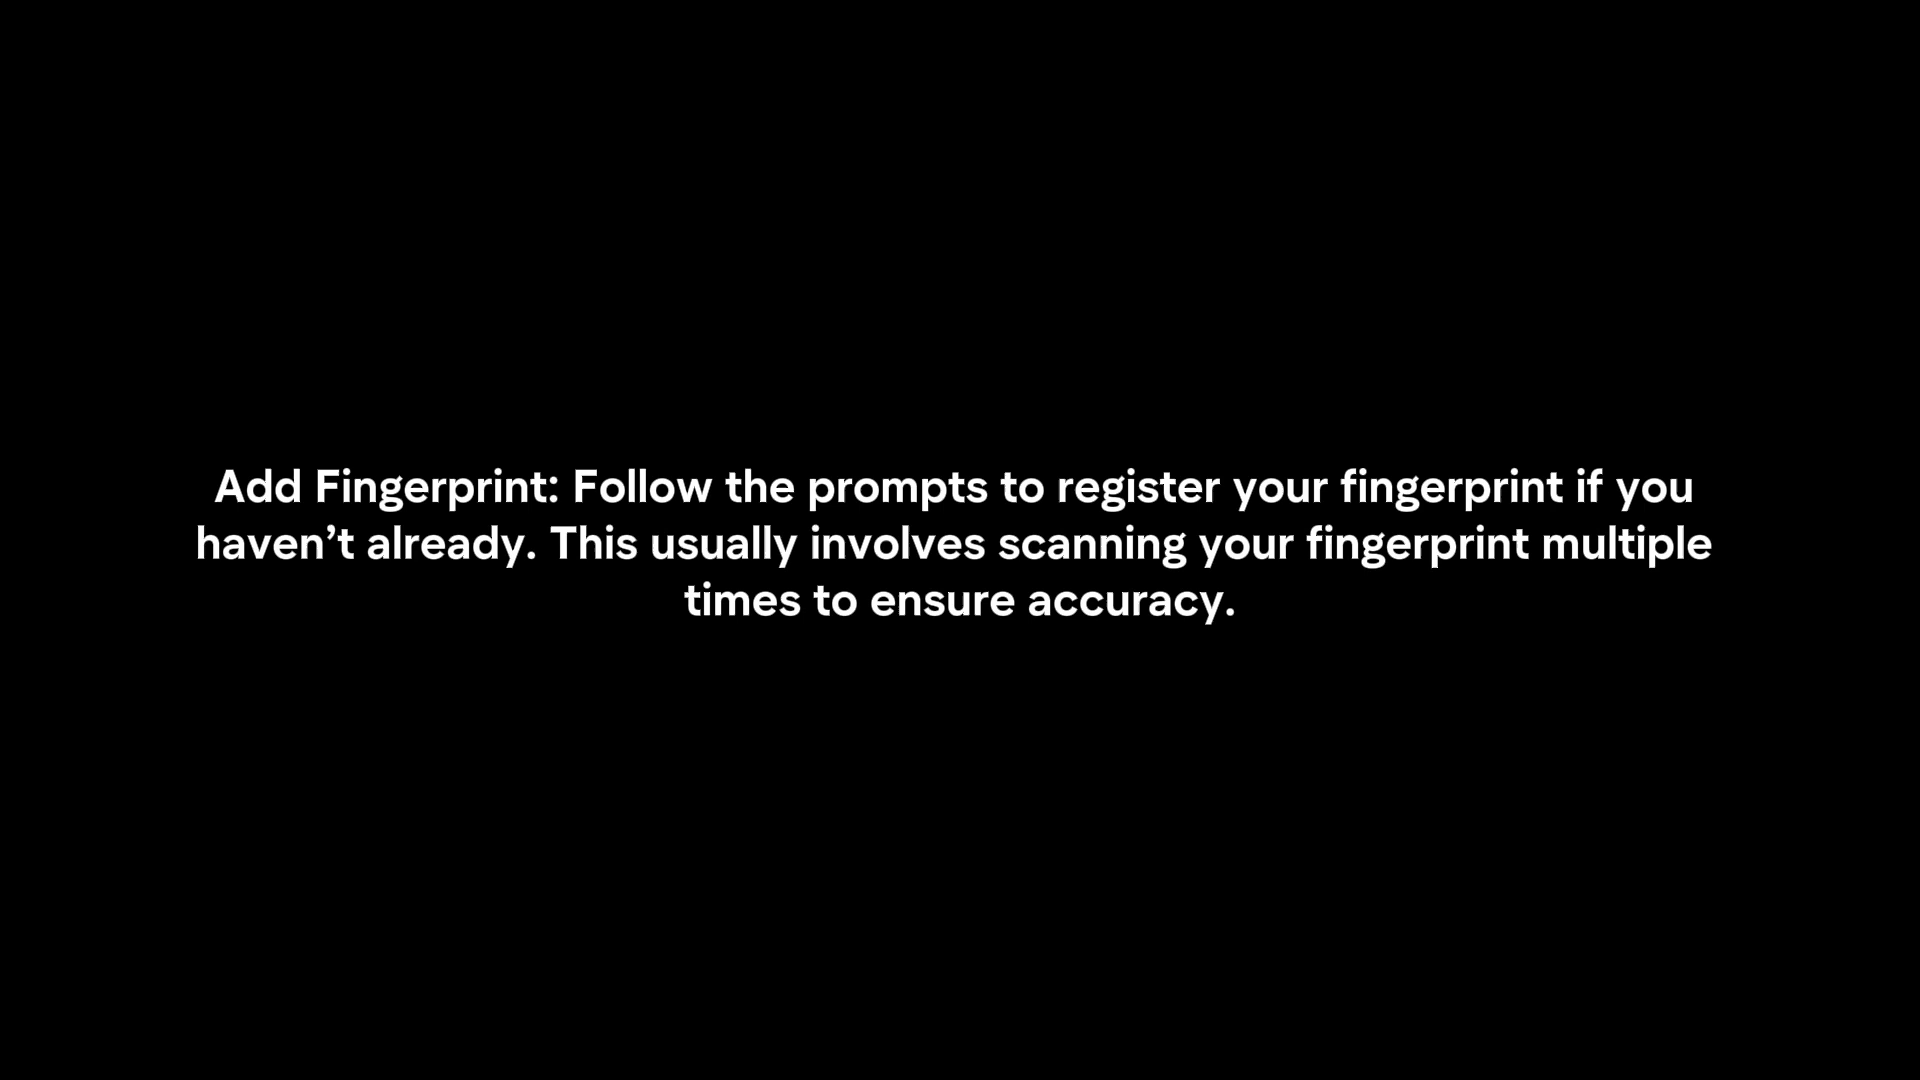 Add Fingerprint: Follow the prompts to register your fingerprint if you
haven’t already. This usually involves scanning your fingerprint multiple
times to ensure accuracy.